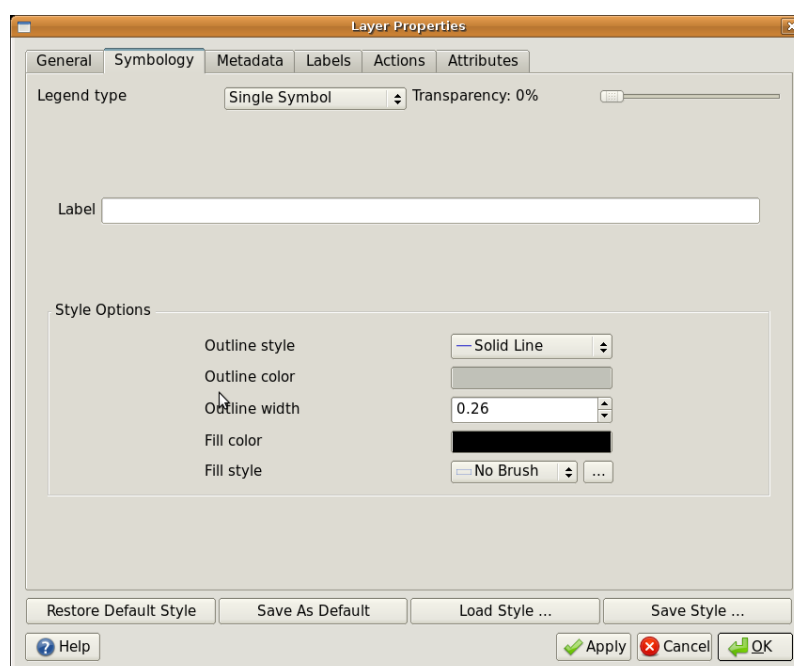 Layer Properties
General Symbology Metadata Labels Actions Attributes
Legend type Single Symbol Transparency: 0%
Label
Style Options
Outline style Solid Line
Outline color
Outline width 0.26
Fill color
Fill style No Brush ...
Restore Default Style Save As Default Load Style ... Save Style ...
Help Apply Cancel OK